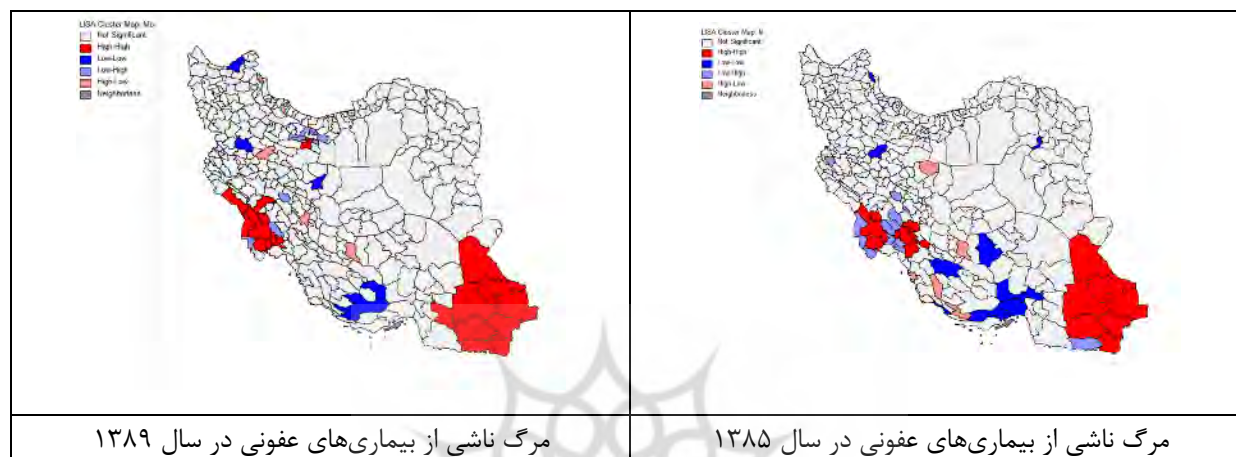 LISA Cluster Map: Mo
Not Significant
High-High
Low-Low
Low-High
High-Low
Neighborless
LISA Cluster Map: N
Not Significant
High-High
Low-Low
Low-High
High-Low
Neighborless
مرگ ناشی از بیماری‌های عفونی در سال ۱۳۸۵
مرگ ناشی از بیماری‌های عفونی در سال ۱۳۸۹